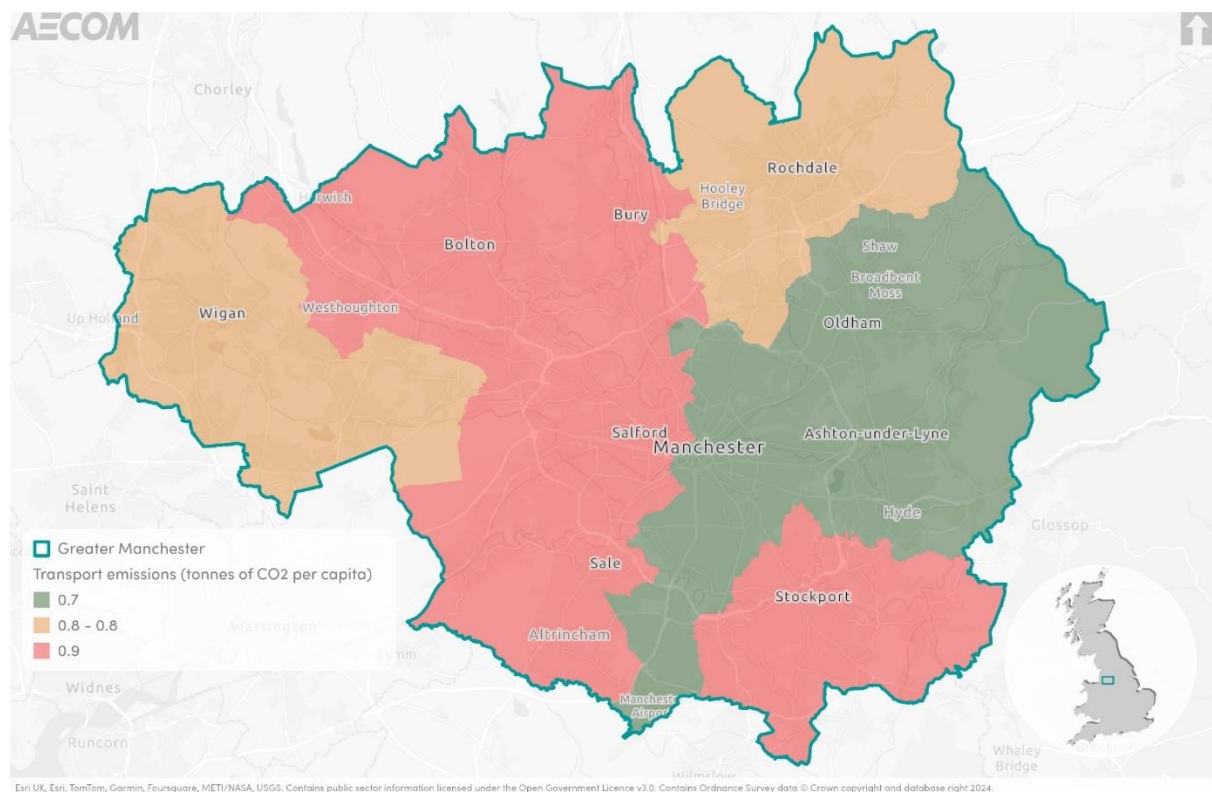 AECOM
Chorley
Rochdale
Hooley
Bridge
Horwich
Bury
Bolton
Shaw
Broadbent
Moss
Westhoughton
Wigan
Up Holland
Oldham
Salford
Manchester
Ashton-under-Lyne
Saint
Helens
Hyde
Glossop
Greater Manchester
Transport emissions (tonnes of CO2 per capita)
0.7
0.8 - 0.8
0.9
Sale
Stockport
Altrincham
Warrington
Lymm
Widnes
Manchester
Airport
Runcorn
Wilmslow
Whaley
Bridge
Esri UK, Esri, TomTom, Garmin, Foursquare, METI/NASA, USGS. Contains public sector information licensed under the Open Government Licence v3.0. Contains Ordnance Survey data © Crown copyright and database right 2024.